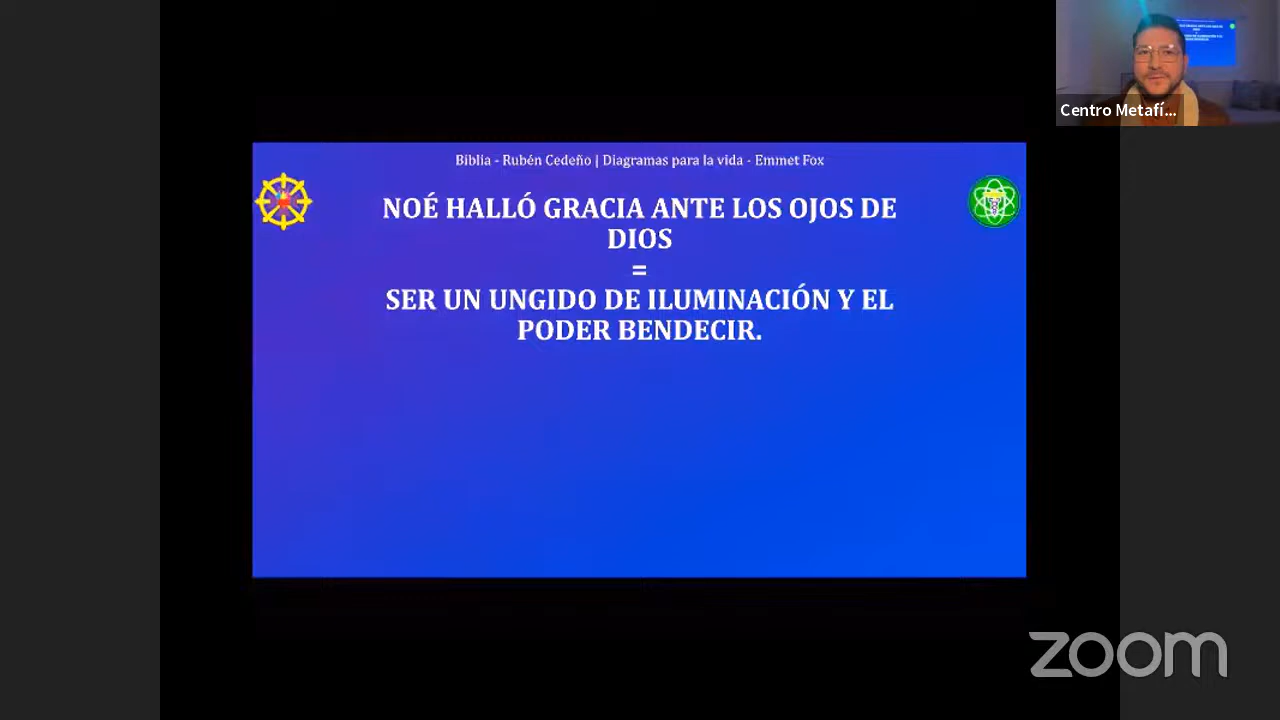 Centro Metafí...
Biblia - Rubén Cedeño | Diagramas para la vida - Emmet Fox
NOÉ HALLÓ GRACIA ANTE LOS OJOS DE
DIOS
=
SER UN UNGIDO DE ILUMINACIÓN Y EL
PODER BENDECIR.
zoom